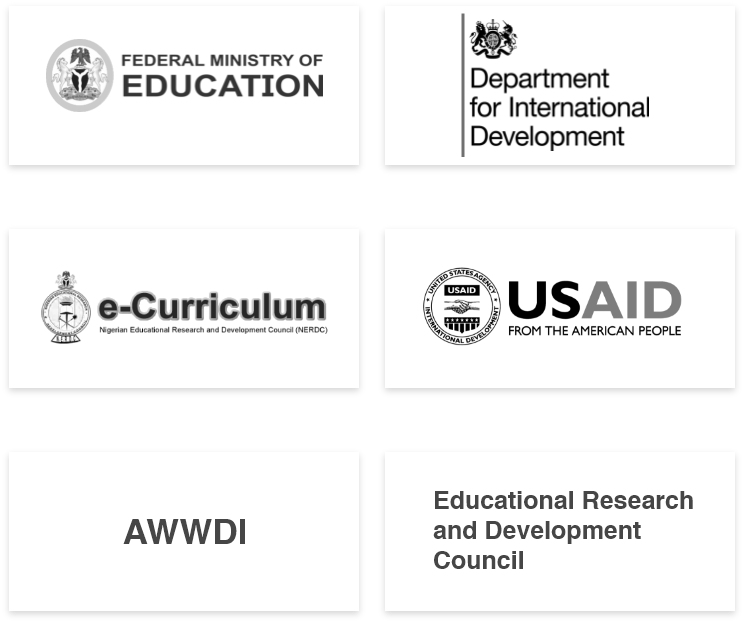 FEDERAL MINISTRY OF
EDUCATION
Department
for International
Development
e-Curriculum
Nigerian Educational Research and Development Council (NERDC)
UNITED STATES AGENCY
USAID
INTERNATIONAL DEVELOPMENT
USAID
FROM THE AMERICAN PEOPLE
AWWDI
Educational Research
and Development
Council